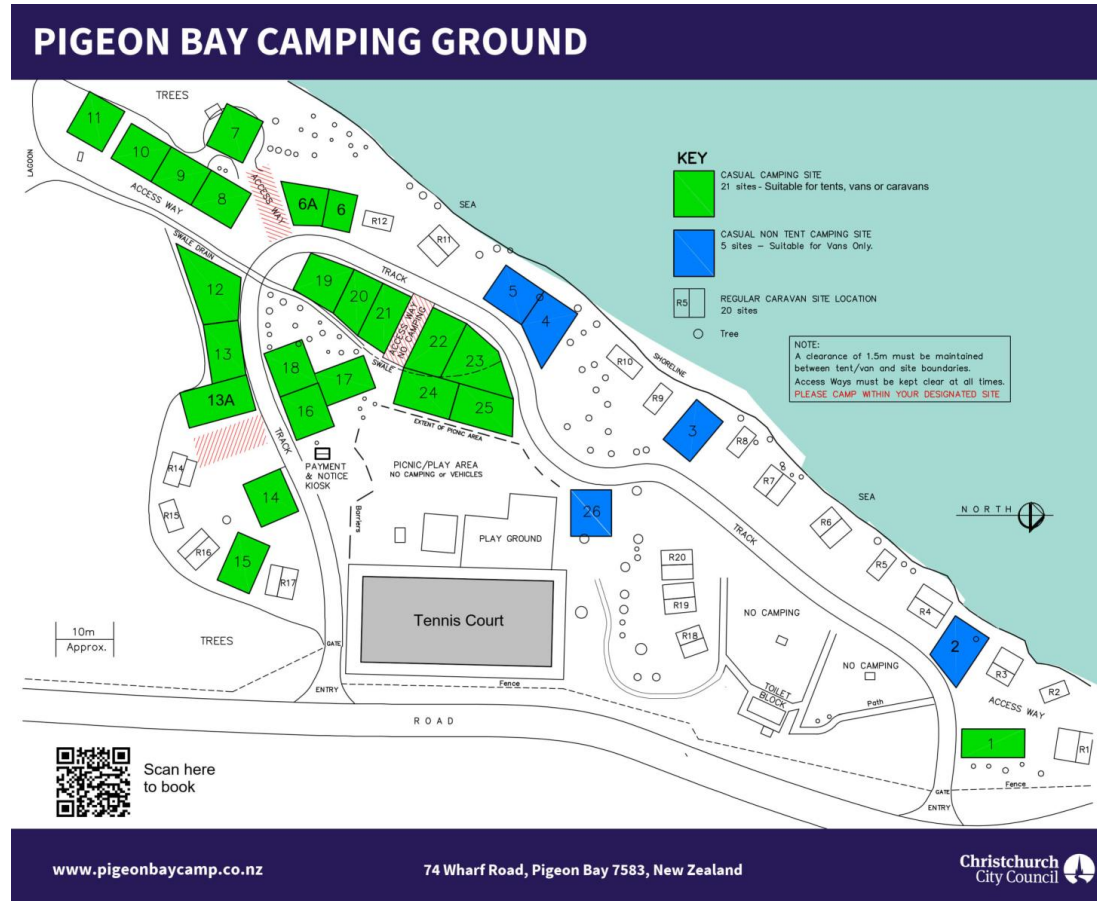 PIGEON BAY CAMPING GROUND
TREES
LAGOON
11
10
9
8
7
ACCESS WAY
ACCESS WAY
6A
6
R12
R11
SEA
SWALE DRAIN
TRACK
12
13
13A
19
20
21
ACCESS WAY
NO CAMPING
22
23
24
25
SWALE
EXTENT OF PICNIC AREA
18
17
16
5
4
R10
SHORELINE
R9
3
R8
R7
SEA
R6
R5
R4
2
R3
R2
ACCESS WAY
R1
1
Fence
GATE
ENTRY
KEY
CASUAL CAMPING SITE
21 sites - Suitable for tents, vans or caravans
CASUAL NON TENT CAMPING SITE
5 sites – Suitable for Vans Only.
R5
REGULAR CARAVAN SITE LOCATION
20 sites
Tree
NOTE:
A clearance of 1.5m must be maintained
between tent/van and site boundaries.
Access Ways must be kept clear at all times.
PLEASE CAMP WITHIN YOUR DESIGNATED SITE
NORTH
TRACK
PAYMENT
& NOTICE
KIOSK
PICNIC/PLAY AREA
NO CAMPING or VEHICLES
Barriers
PLAY GROUND
26
TRACK
R14
R15
R16
R17
14
15
Tennis Court
R20
R19
R18
NO CAMPING
NO CAMPING
TOILET
BLOCK
Path
10m
Approx.
TREES
GATE
ENTRY
Fence
ROAD
Scan here
to book
www.pigeonbaycamp.co.nz
74 Wharf Road, Pigeon Bay 7583, New Zealand
Christchurch
City Council